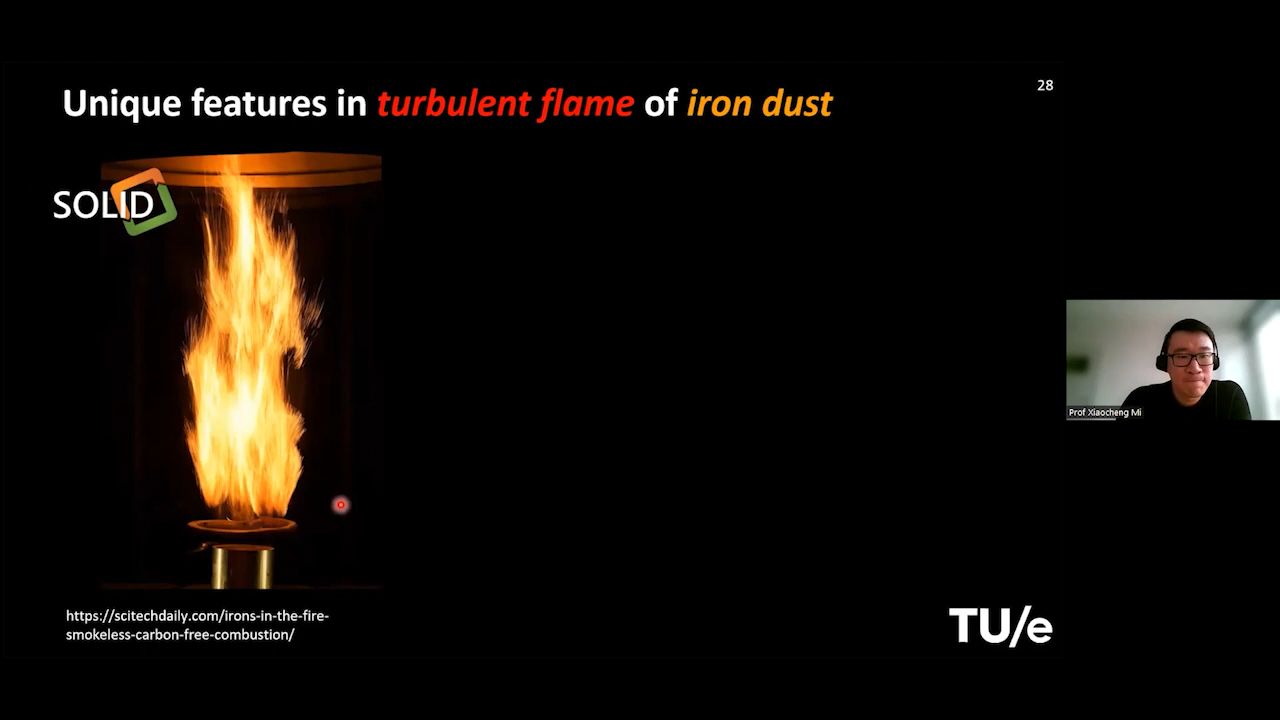 Unique features in turbulent flame of iron dust
28
SOLID
Prof Xiaocheng Mi
https://scitechdaily.com/irons-in-the-fire-
smokeless-carbon-free-combustion/
TU/e